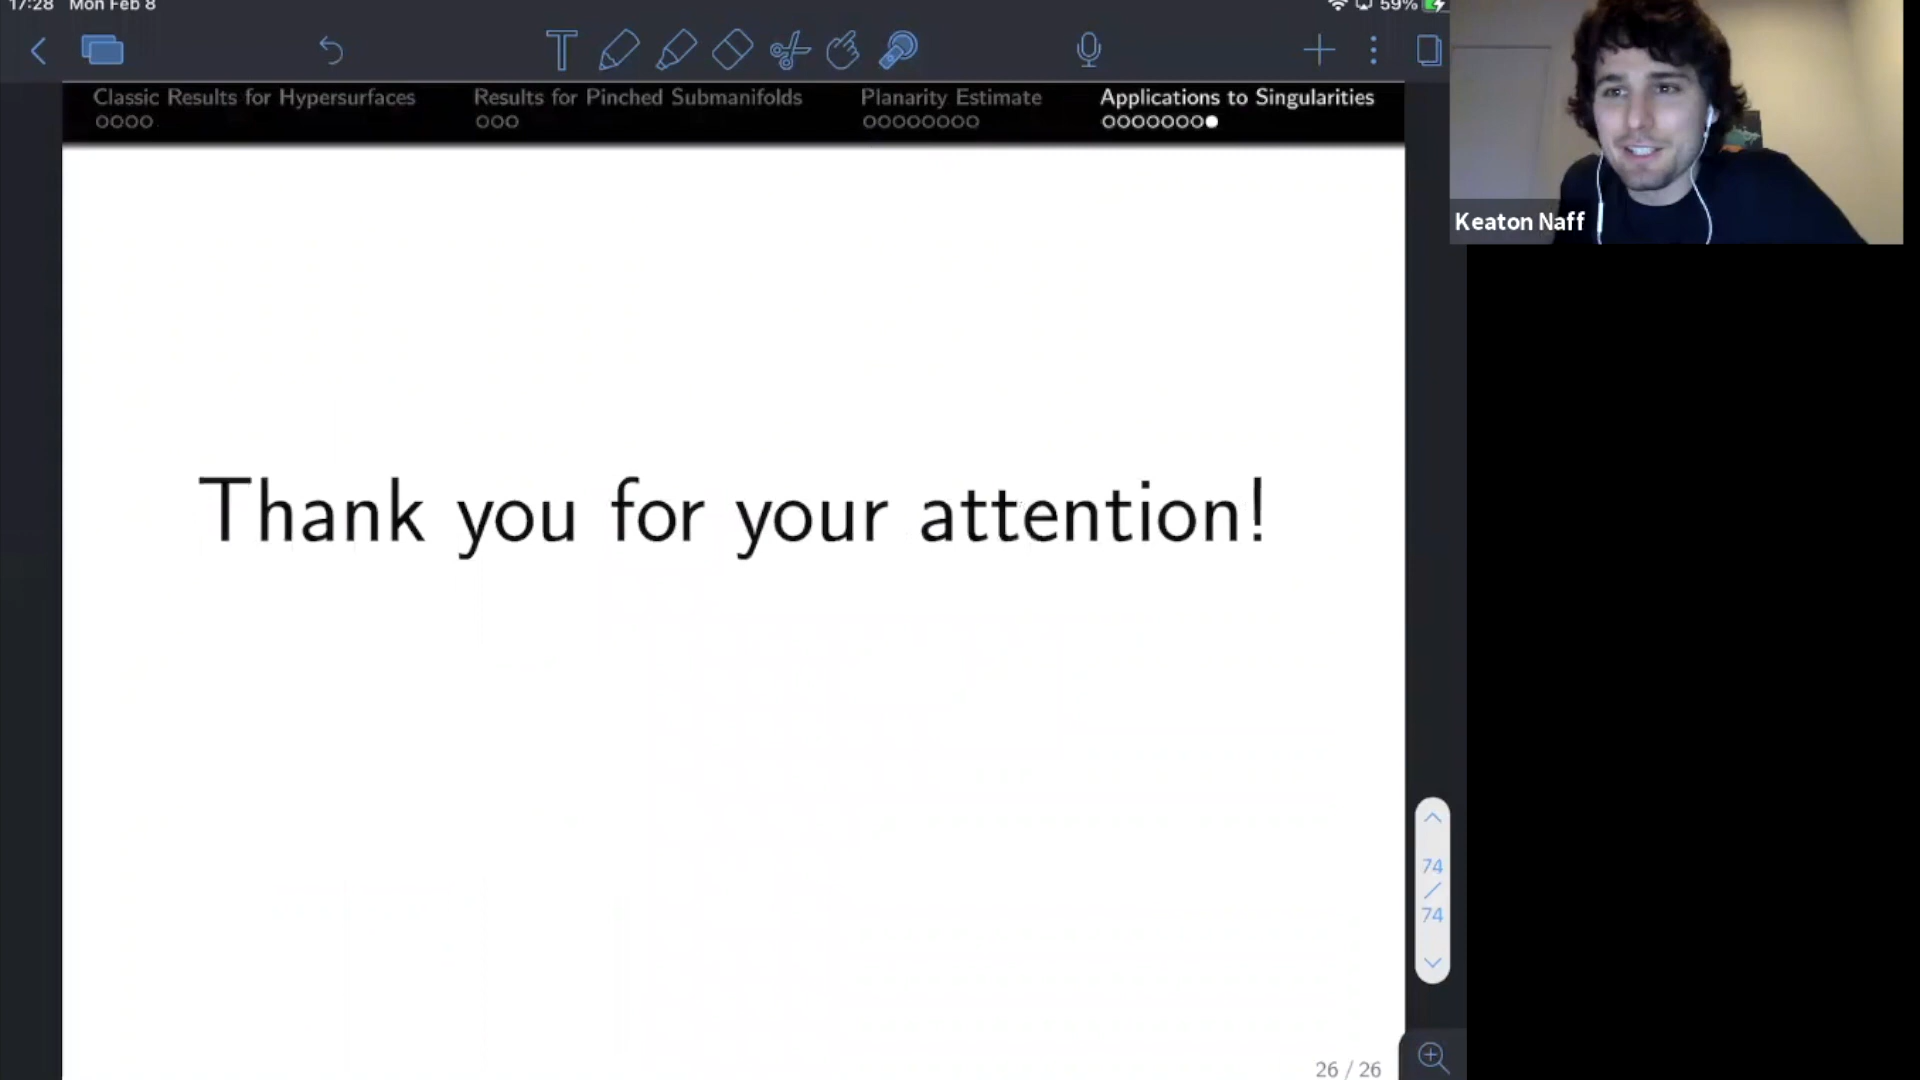 17:28 Mon Feb 8
59%
Classic Results for Hypersurfaces
Results for Pinched Submanifolds
Planarity Estimate
Applications to Singularities
Keaton Naff
Thank you for your attention!
74
/
74
26 / 26